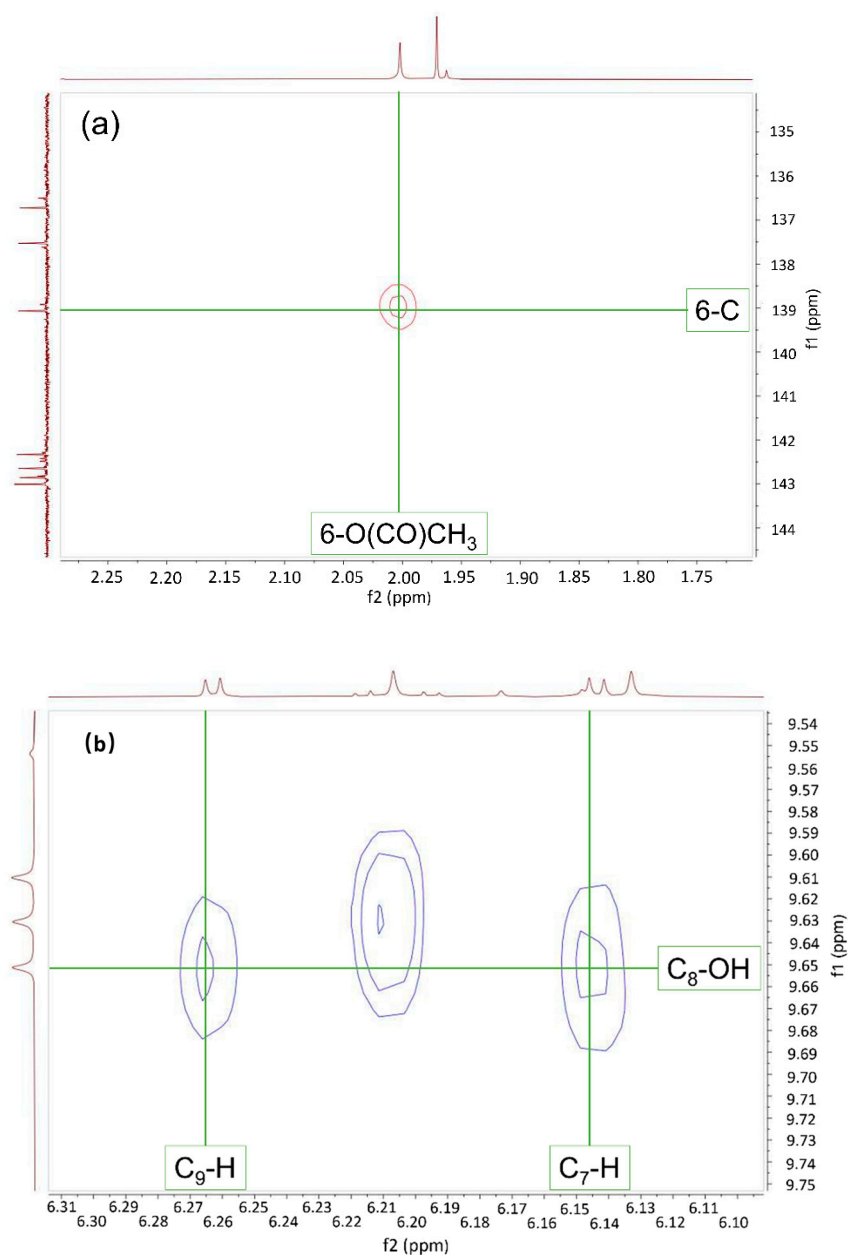 (a)
135
136
137
138
139
140
141
142
143
144
f1 (ppm)
6-C
6-O(CO)CH₃
2.25 2.20 2.15 2.10 2.05 2.00 1.95 1.90 1.85 1.80 1.75
f2 (ppm)
(b)
9.54
9.55
9.56
9.57
9.58
9.59
9.60
9.61
9.63
9.64
9.65
9.66
9.67
9.68
9.69
9.70
9.71
9.72
9.73
9.74
9.75
f1 (ppm)
C₈-OH
C₉-H
C₇-H
6.31 6.29 6.27 6.25 6.23 6.21 6.19 6.17 6.15 6.13 6.11
6.30 6.28 6.26 6.24 6.22 6.20 6.18 6.16 6.14 6.12 6.10
f2 (ppm)